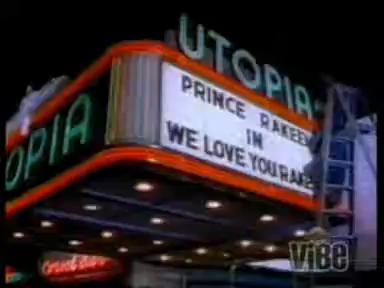 UTOPIA
PRINCE RAKEEM
IN
WE LOVE YOU RAKE
OPIA
VIBE